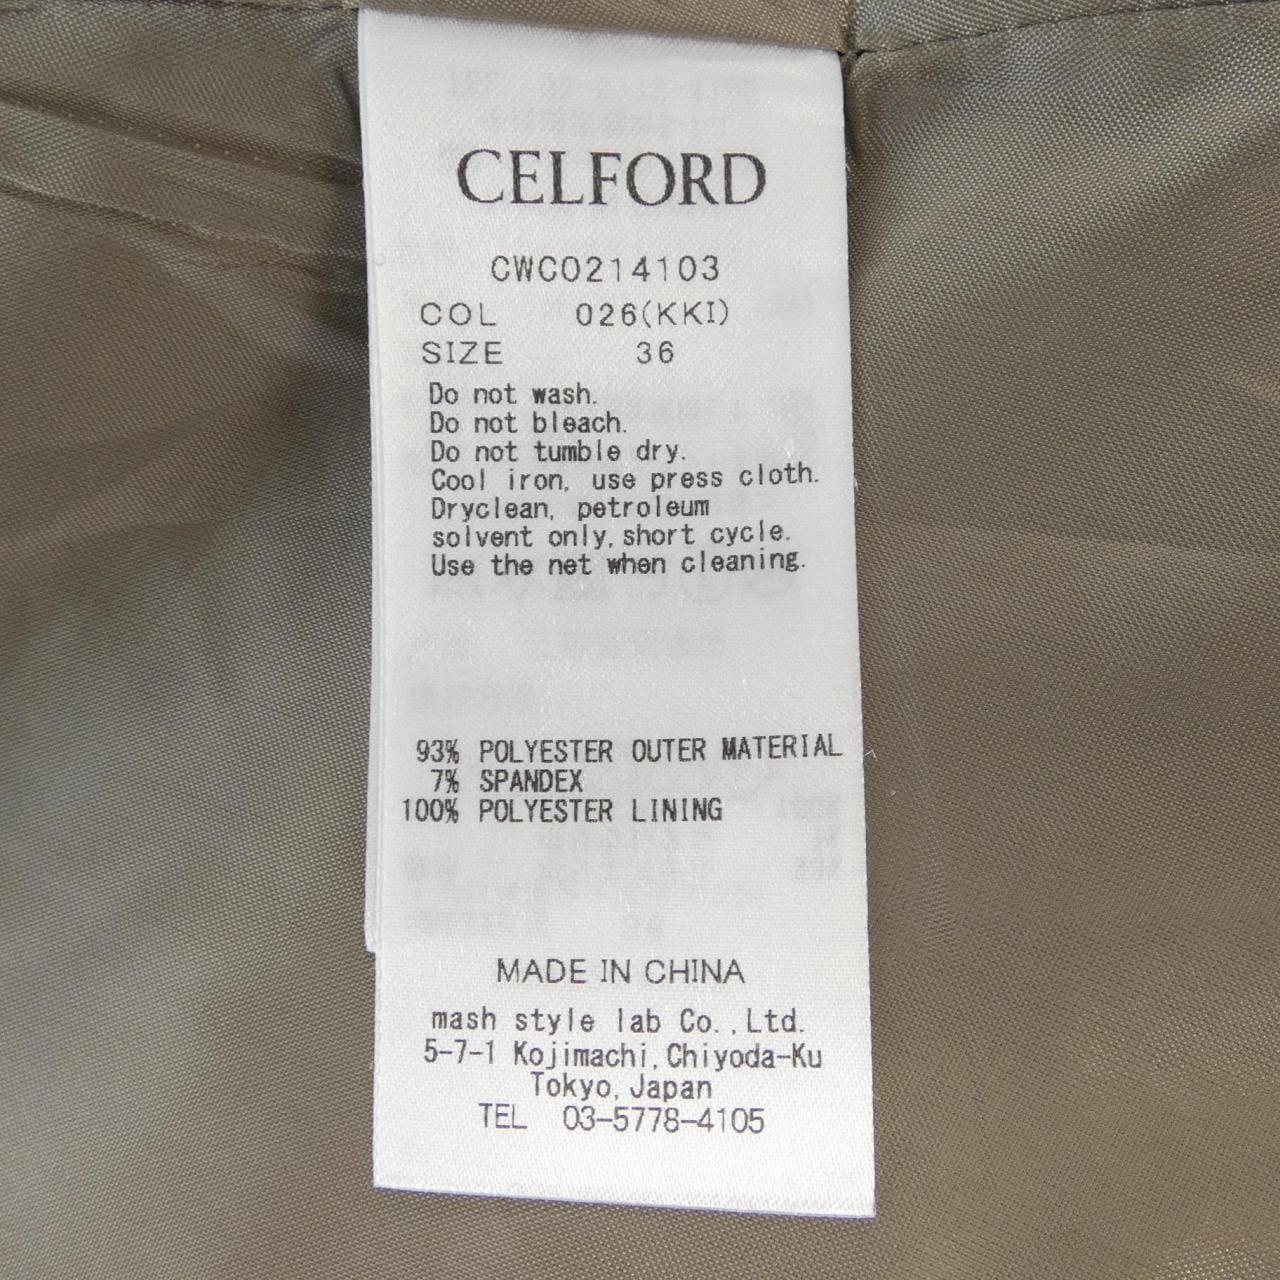 CELFORD
CWCO214103
COL 026(KKI)
SIZE 36
Do not wash.
Do not bleach.
Do not tumble dry.
Cool iron, use press cloth.
Dryclean, petroleum
solvent only, short cycle.
Use the net when cleaning.
93% POLYESTER OUTER MATERIAL
7% SPANDEX
100% POLYESTER LINING
MADE IN CHINA
mash style lab Co.,Ltd.
5-7-1 Kojimachi,Chiyoda-Ku
Tokyo,Japan
TEL 03-5778-4105